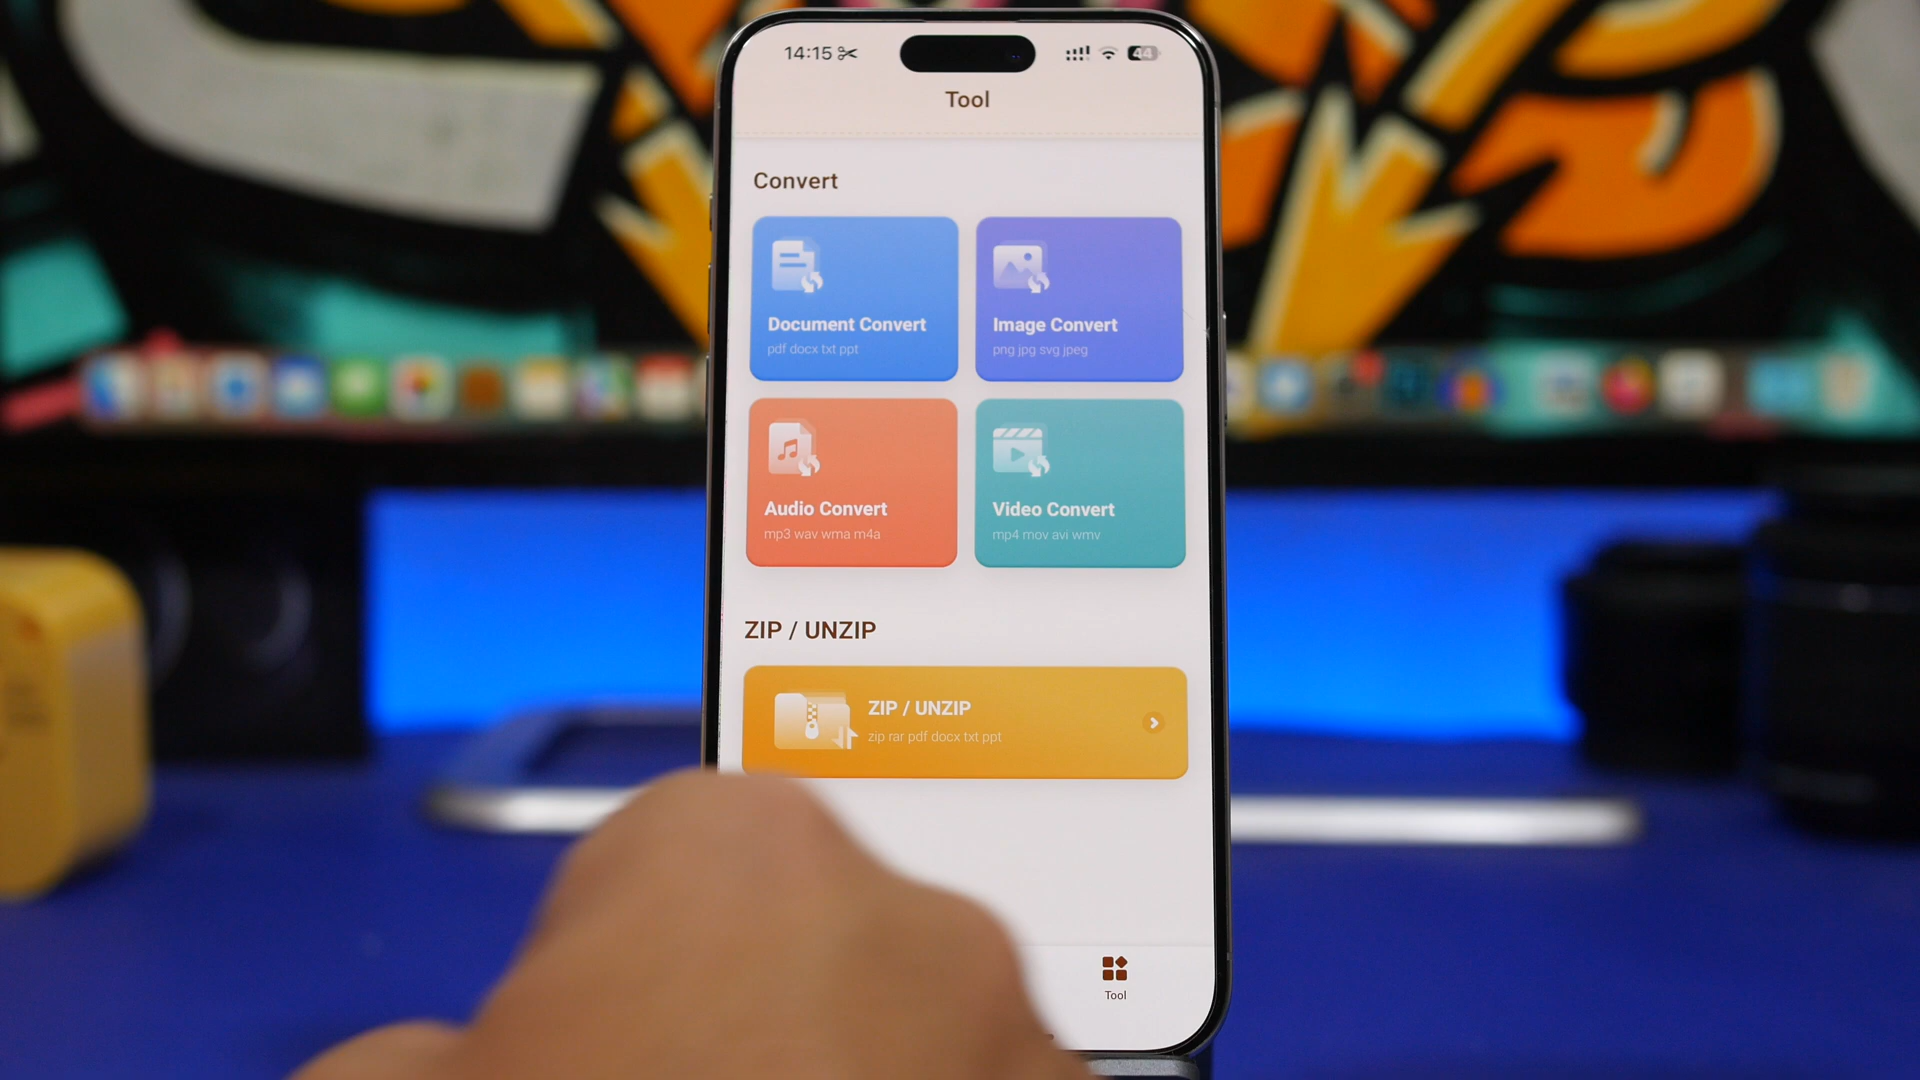 14:15
44
Tool
Convert
Document Convert
pdf docx txt ppt
Image Convert
png jpg svg jpeg
Audio Convert
mp3 wav wma m4a
Video Convert
mp4 mov avi wmv
ZIP / UNZIP
ZIP / UNZIP
zip rar pdf docx txt ppt
Tool